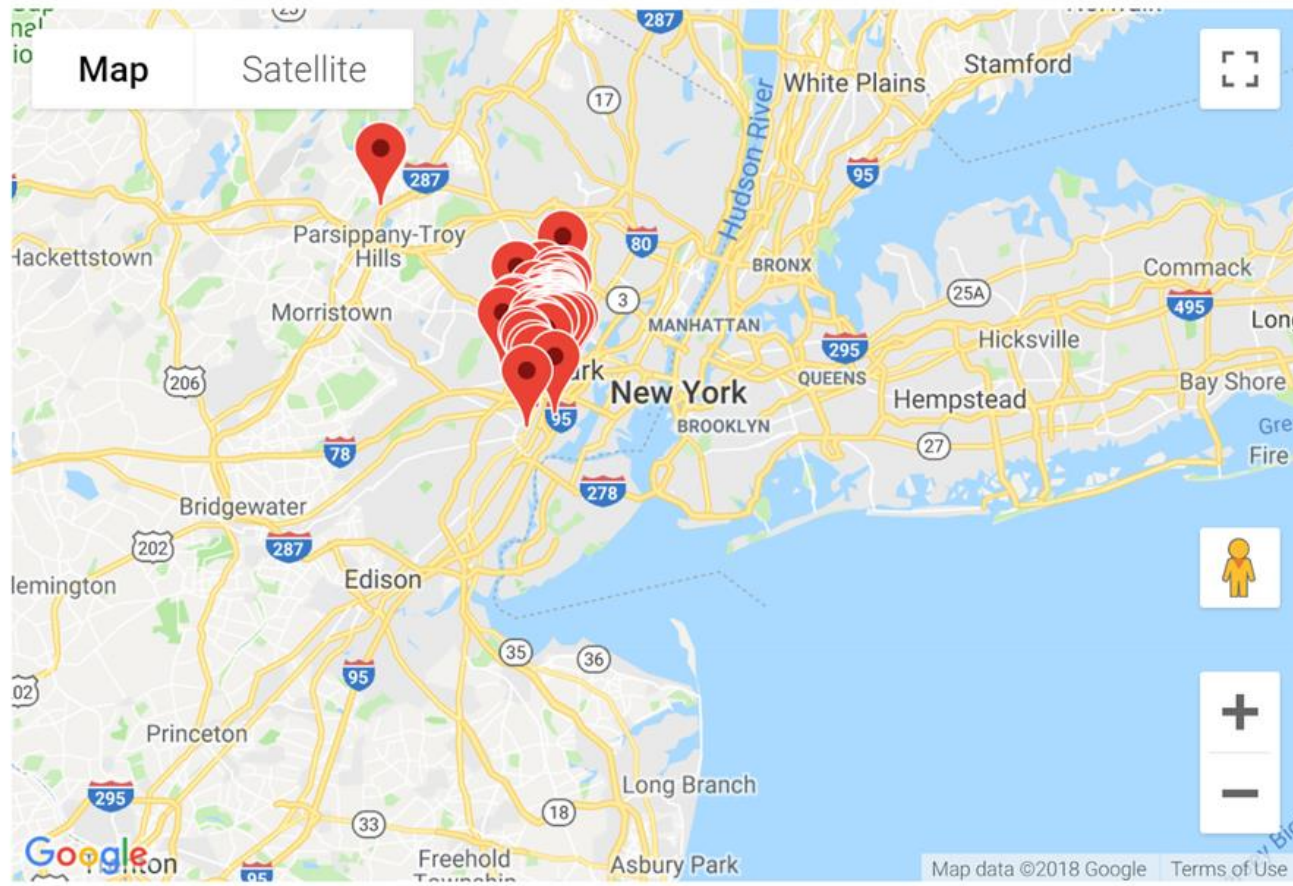 287
17
Stamford
White Plains
Map
Satellite
Hudson River
95
287
Parsippany-Troy
Hills
80
Hackettstown
BRONX
Commack
25A
495
3
Morristown
MANHATTAN
295
Hicksville
206
QUEENS
Bay Shore
New York
Hempstead
95
BROOKLYN
27
78
Fire
278
Bridgewater
202
287
Edison
35
36
95
Princeton
Long Branch
295
18
33
Google
Freehold
Township
Asbury Park
95
Map data ©2018 Google
Terms of Use